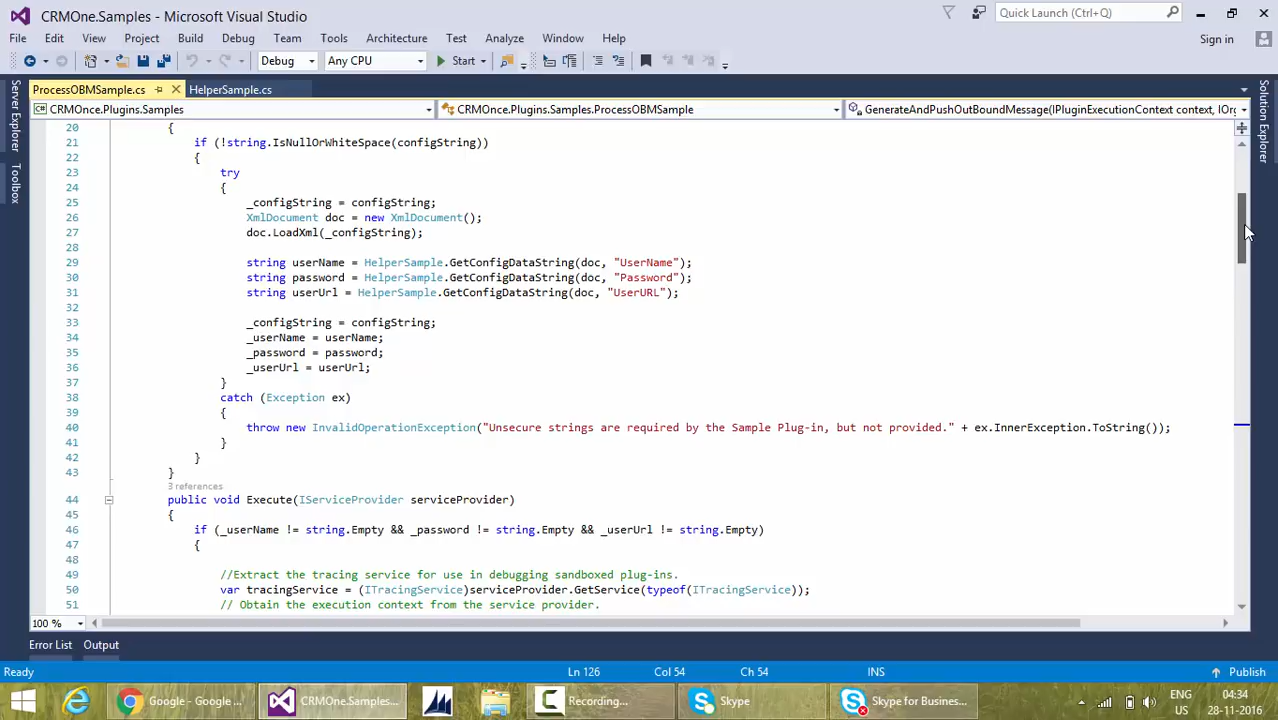 CRMOne.Samples - Microsoft Visual Studio
Quick Launch (Ctrl+Q)
File Edit View Project Build Debug Team Tools Architecture Test Analyze Window Help
Sign in
Debug Any CPU Start
ProcessOBMSample.cs HelperSample.cs
CRMOnce.Plugins.Samples CRMOnce.Plugins.Samples.ProcessOBMSample GenerateAndPushOutBoundMessage(IPluginExecutionContext context, IOrg
Server Explorer
Toolbox
Solution Explorer
20 {
21 if (!string.IsNullOrWhiteSpace(configString))
22 {
23 try
24 {
25 _configString = configString;
26 XmlDocument doc = new XmlDocument();
27 doc.LoadXml(_configString);
28
29 string userName = HelperSample.GetConfigDataString(doc, "UserName");
30 string password = HelperSample.GetConfigDataString(doc, "Password");
31 string userUrl = HelperSample.GetConfigDataString(doc, "UserURL");
32
33 _configString = configString;
34 _userName = userName;
35 _password = password;
36 _userUrl = userUrl;
37 }
38 catch (Exception ex)
39 {
40 throw new InvalidOperationException("Unsecure strings are required by the Sample Plug-in, but not provided." + ex.InnerException.ToString());
41 }
42 }
43 }
3 references
44 public void Execute(IServiceProvider serviceProvider)
45 {
46 if (_userName != string.Empty && _password != string.Empty && _userUrl != string.Empty)
47 {
48
49 //Extract the tracing service for use in debugging sandboxed plug-ins.
50 var tracingService = (ITracingService)serviceProvider.GetService(typeof(ITracingService));
51 // Obtain the execution context from the service provider.
100 %
Error List Output
Ready Ln 126 Col 54 Ch 54 INS Publish
Google - Google ... CRMOne.Samples... Recording... Skype Skype for Busines...
ENG 04:34
US 28-11-2016